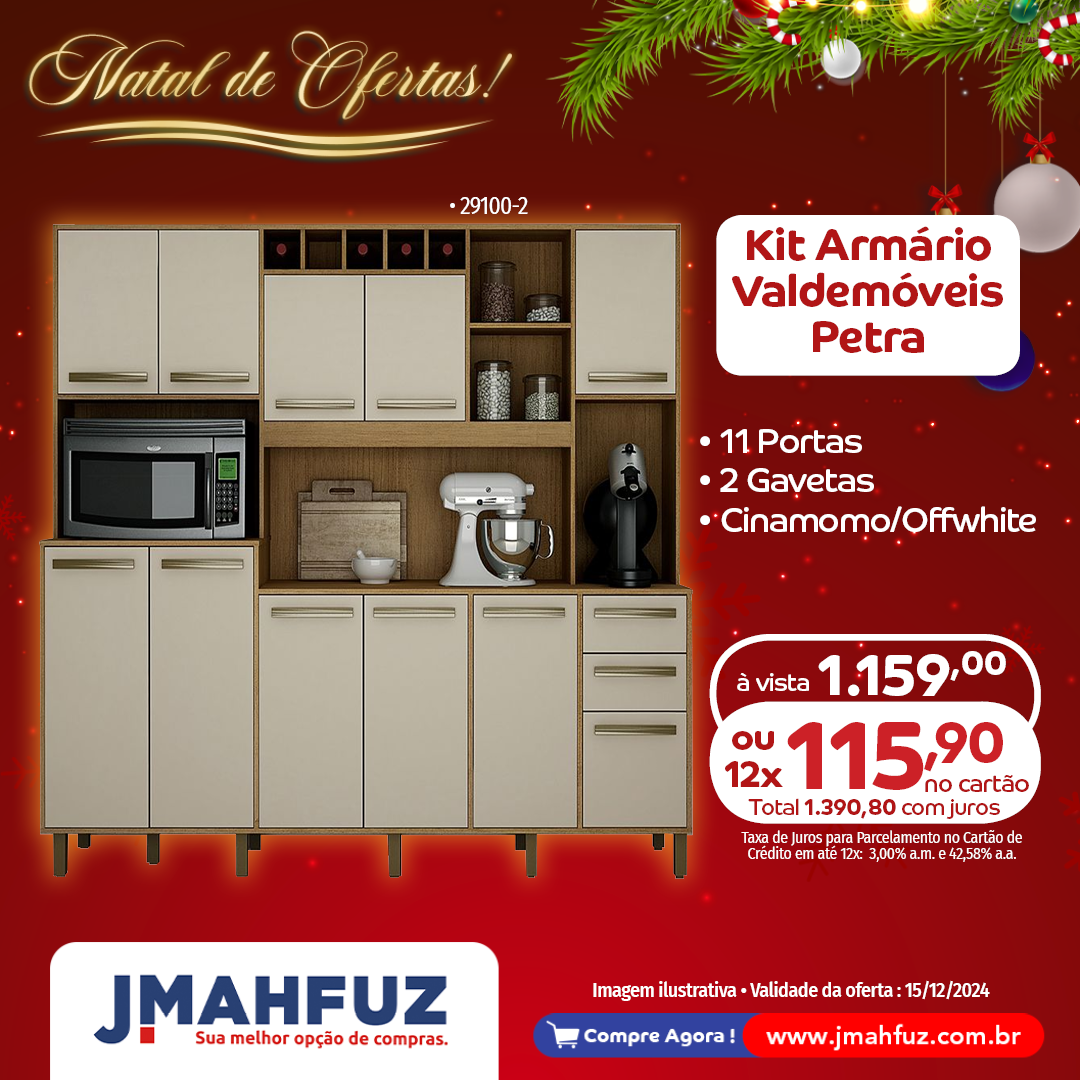 Natal de Ofertas!
• 29100-2
Kit Armário
Valdemóveis
Petra
• 11 Portas
• 2 Gavetas
• Cinamomo/Offwhite
à vista 1.159,00
ou
12x 115,90
no cartão
Total 1.390,80 com juros
Taxa de Juros para Parcelamento no Cartão de
Crédito em até 12x: 3,00% a.m. e 42,58% a.a.
JMAHFUZ
Sua melhor opção de compras.
Imagem ilustrativa • Validade da oferta : 15/12/2024
Compre Agora ! www.jmahfuz.com.br